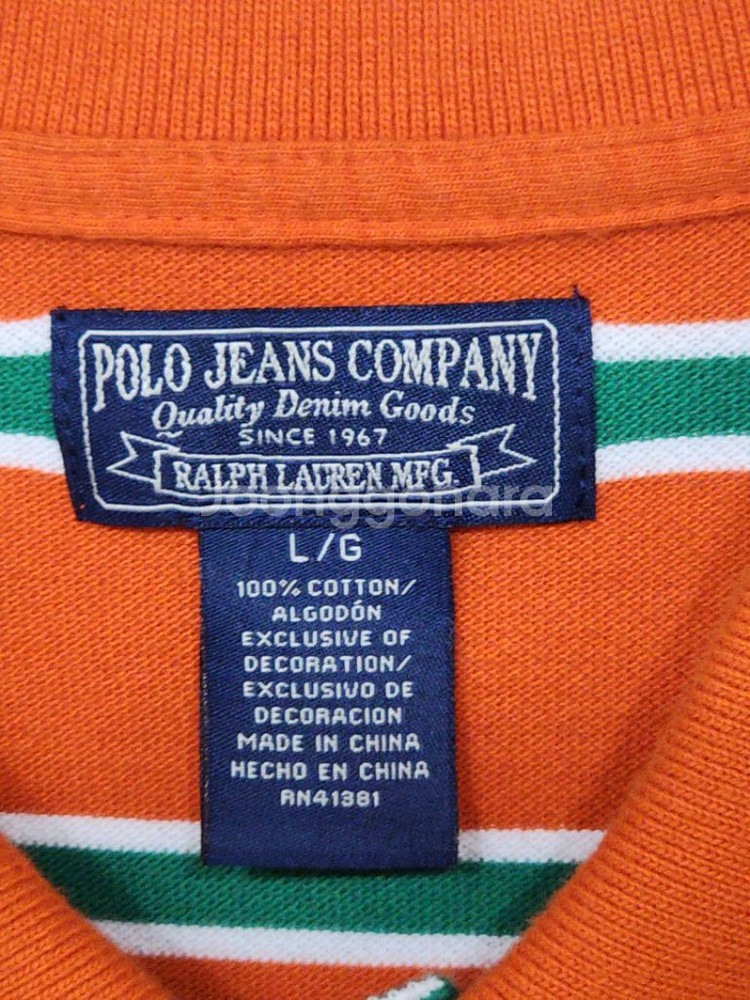 POLO JEANS COMPANY
Quality Denim Goods
SINCE 1967
RALPH LAUREN MFG.
Joonggonara
L/G
100% COTTON/
ALGODÓN
EXCLUSIVE OF
DECORATION/
EXCLUSIVO DE
DECORACION
MADE IN CHINA
HECHO EN CHINA
RN41381